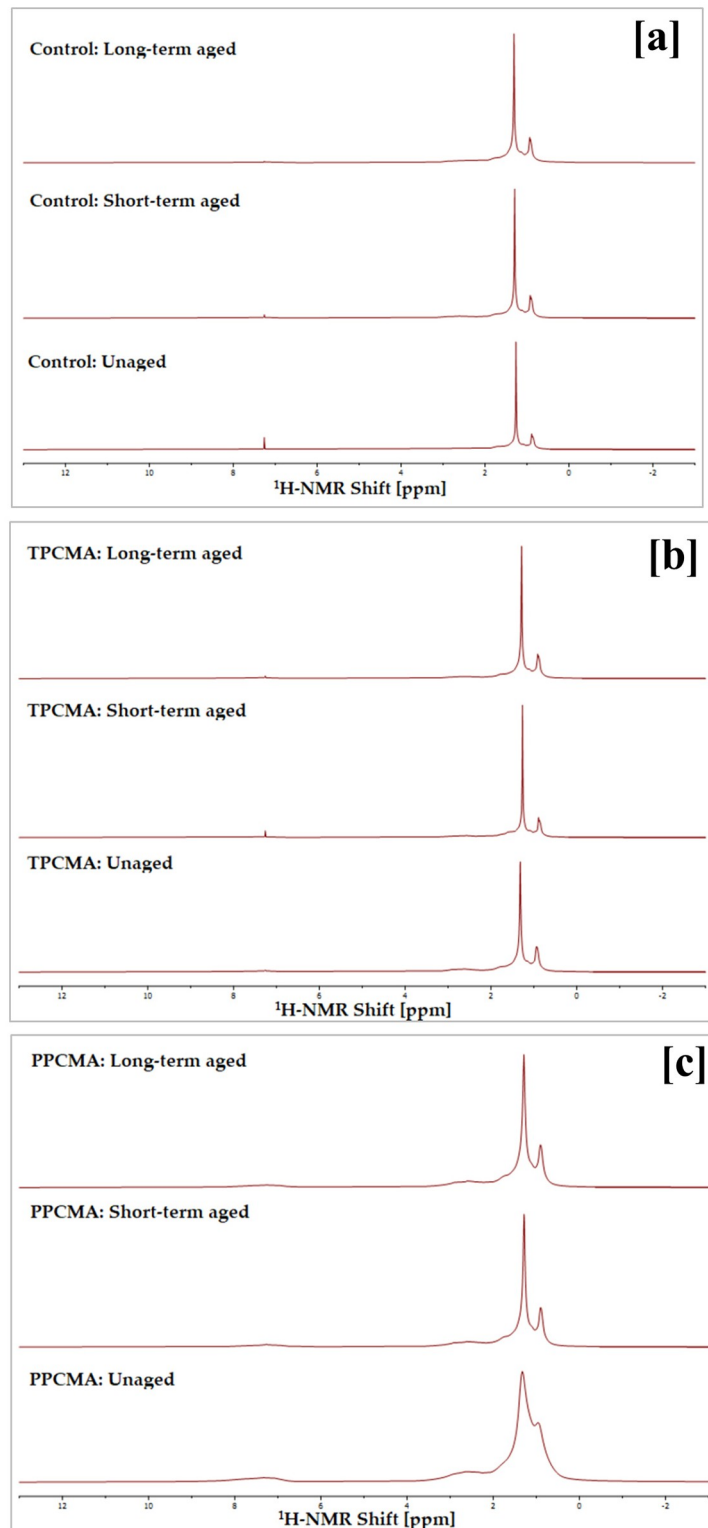 [a]
Control: Long-term aged
Control: Short-term aged
Control: Unaged
12 10 8 6 4 2 0 -2
¹H-NMR Shift [ppm]
[b]
TPCMA: Long-term aged
TPCMA: Short-term aged
TPCMA: Unaged
12 10 8 6 4 2 0 -2
¹H-NMR Shift [ppm]
[c]
PPCMA: Long-term aged
PPCMA: Short-term aged
PPCMA: Unaged
12 10 8 6 4 2 0 -2
¹H-NMR Shift [ppm]